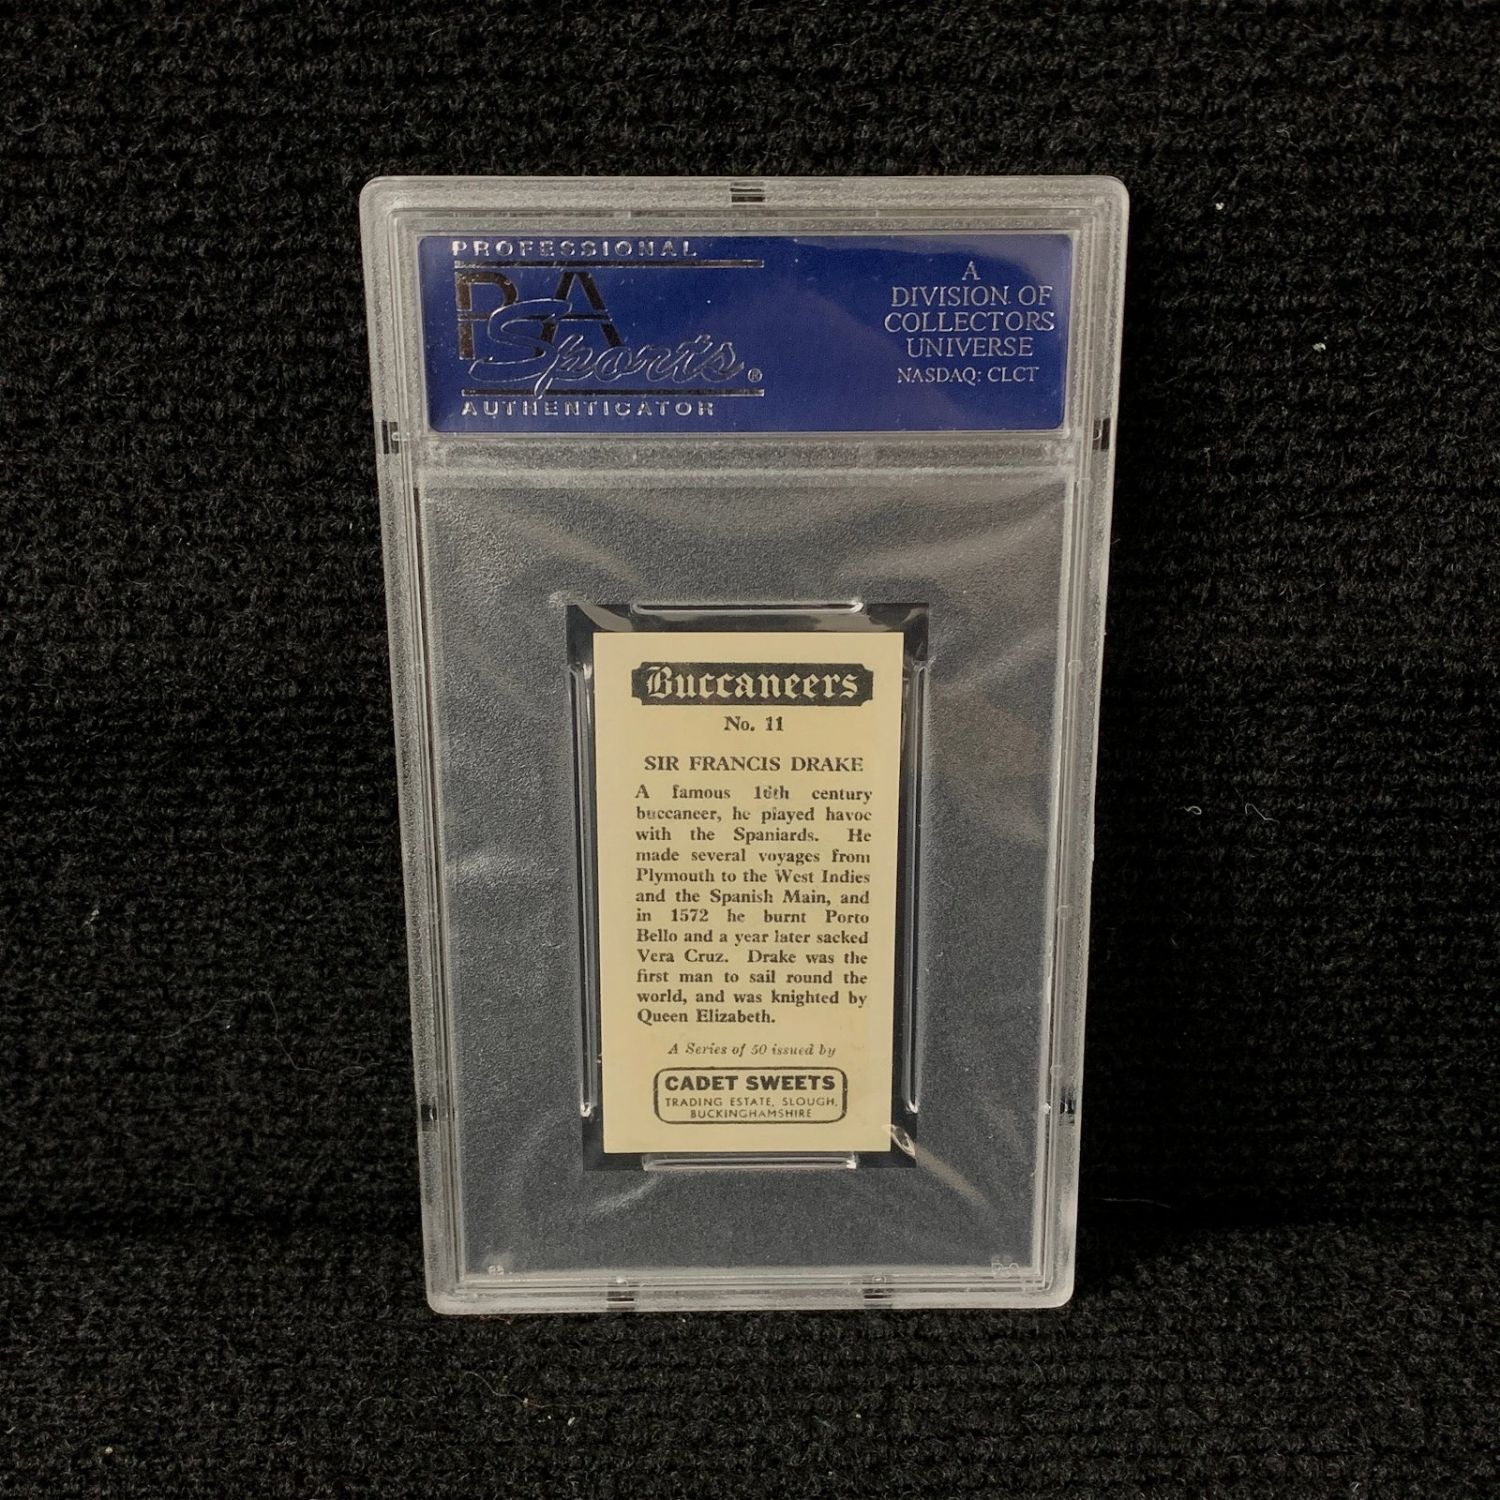 PROFESSIONAL
PSA
Sports®
AUTHENTICATOR
A
DIVISION OF
COLLECTORS
UNIVERSE
NASDAQ: CLCT
Buccaneers
No. 11
SIR FRANCIS DRAKE
A famous 16th century
buccaneer, he played havoc
with the Spaniards. He
made several voyages from
Plymouth to the West Indies
and the Spanish Main, and
in 1572 he burnt Porto
Bello and a year later sacked
Vera Cruz. Drake was the
first man to sail round the
world, and was knighted by
Queen Elizabeth.
A Series of 50 issued by
CADET SWEETS
TRADING ESTATE, SLOUGH,
BUCKINGHAMSHIRE